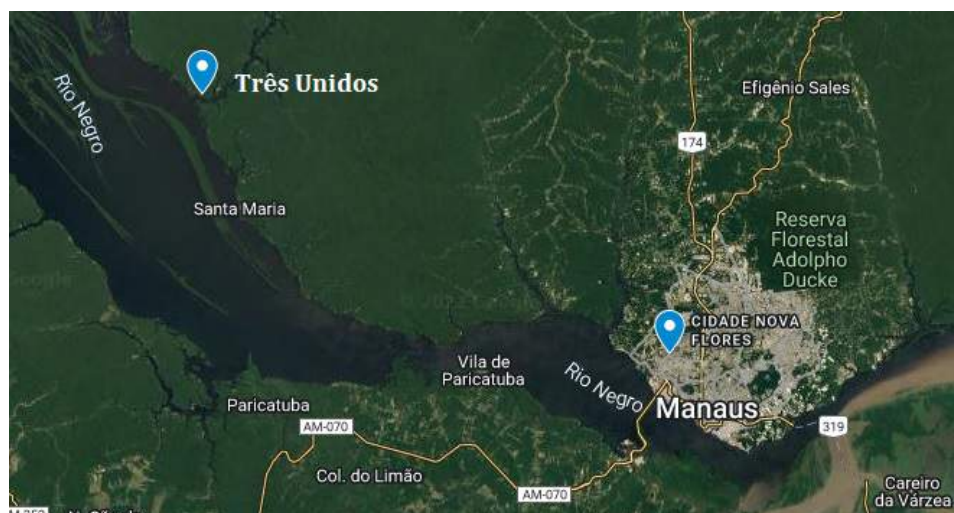 Três Unidos
Rio Negro
Efigênio Sales
174
Santa Maria
Reserva
Florestal
Adolpho
Ducke
CIDADE NOVA
FLORES
Vila de
Paricatuba
Rio Negro
Paricatuba
Manaus
AM-070
319
Col. do Limão
AM-070
Careiro
da Várzea